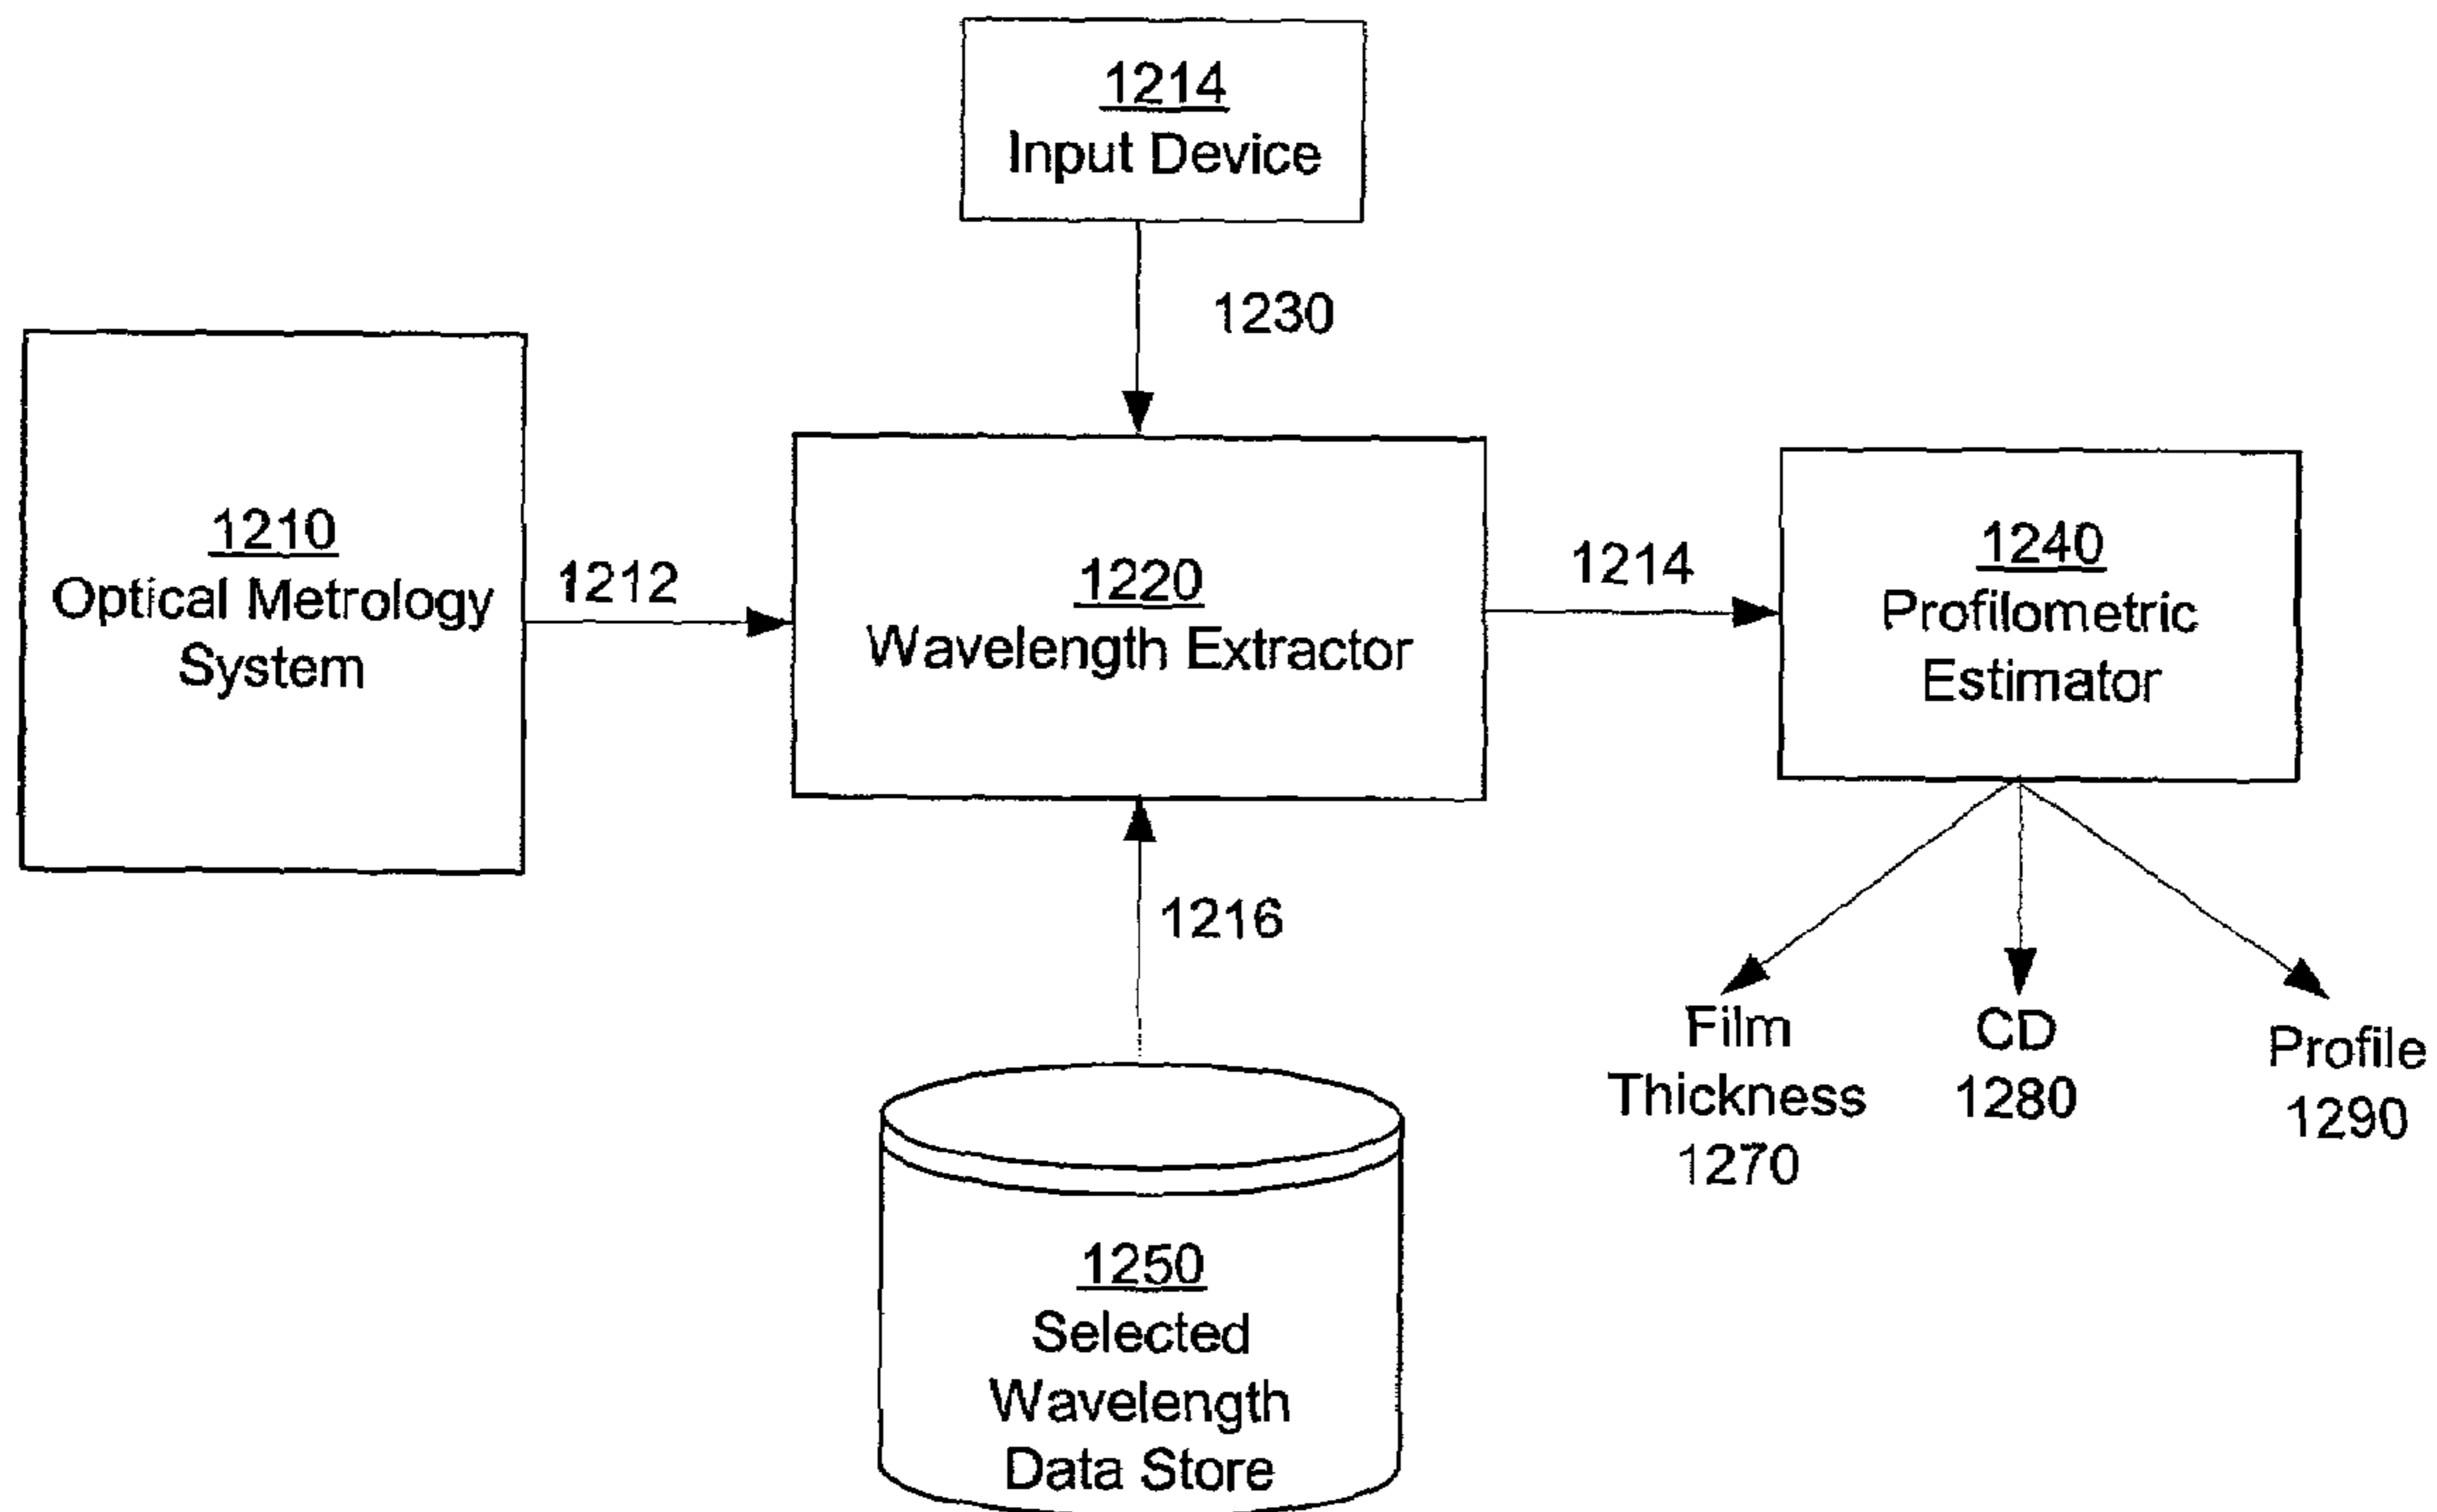 1214
Input Device
1230
1210
Optical Metrology
System
1212
1220
Wavelength Extractor
1214
1240
Profilometric
Estimator
1216
Film
Thickness
1270
CD
1280
Profile
1290
1250
Selected
Wavelength
Data Store